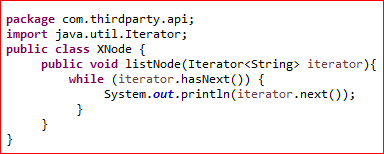 package com.thirdparty.api;
import java.util.Iterator;
public class XNode {
public void listNode(Iterator<String> iterator){
while (iterator.hasNext()) {
System.out.println(iterator.next());
}
}
}